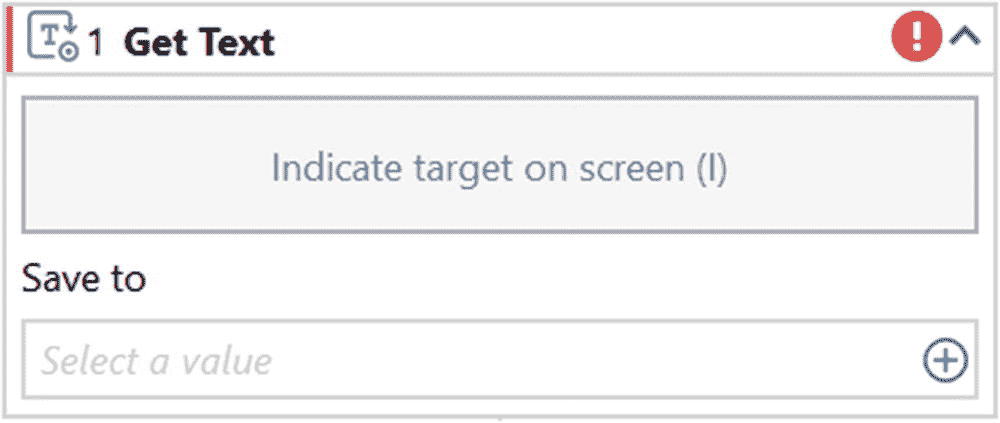 1 Get Text
Indicate target on screen (I)
Save to
Select a value